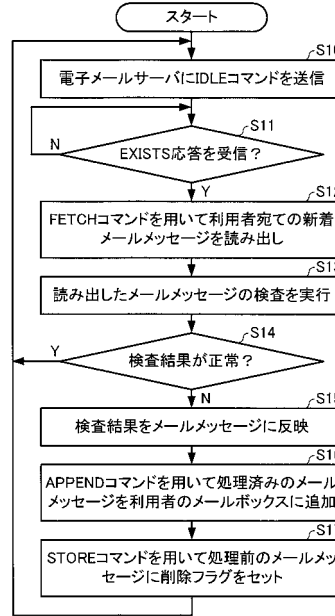 スタート
S10
電子メールサーバにIDLEコマンドを送信
S11
N
EXISTS応答を受信？
Y
S12
FETCHコマンドを用いて利用者宛ての新着
メールメッセージを読み出し
S13
読み出したメールメッセージの検査を実行
S14
Y
検査結果が正常？
N
S15
検査結果をメールメッセージに反映
S16
APPENDコマンドを用いて処理済みのメール
メッセージを利用者のメールボックスに追加
S17
STOREコマンドを用いて処理前のメールメッ
セージに削除フラグをセット